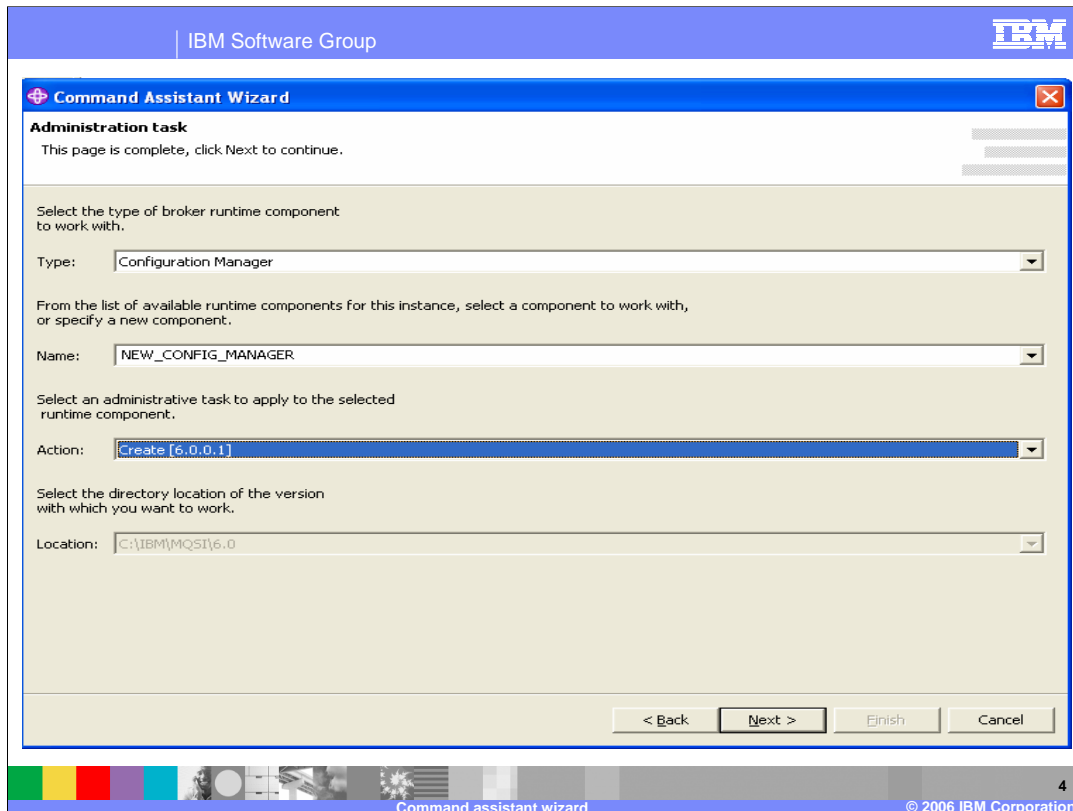 IBM Software Group
IBM
Command Assistant Wizard
Administration task
This page is complete, click Next to continue.
Select the type of broker runtime component
to work with.
Type: Configuration Manager
From the list of available runtime components for this instance, select a component to work with,
or specify a new component.
Name: NEW_CONFIG_MANAGER
Select an administrative task to apply to the selected
runtime component.
Action: Create [6.0.0.1]
Select the directory location of the version
with which you want to work.
Location: C:\IBM\MQSI\6.0
< Back Next > Finish Cancel
4
Command assistant wizard © 2006 IBM Corporation